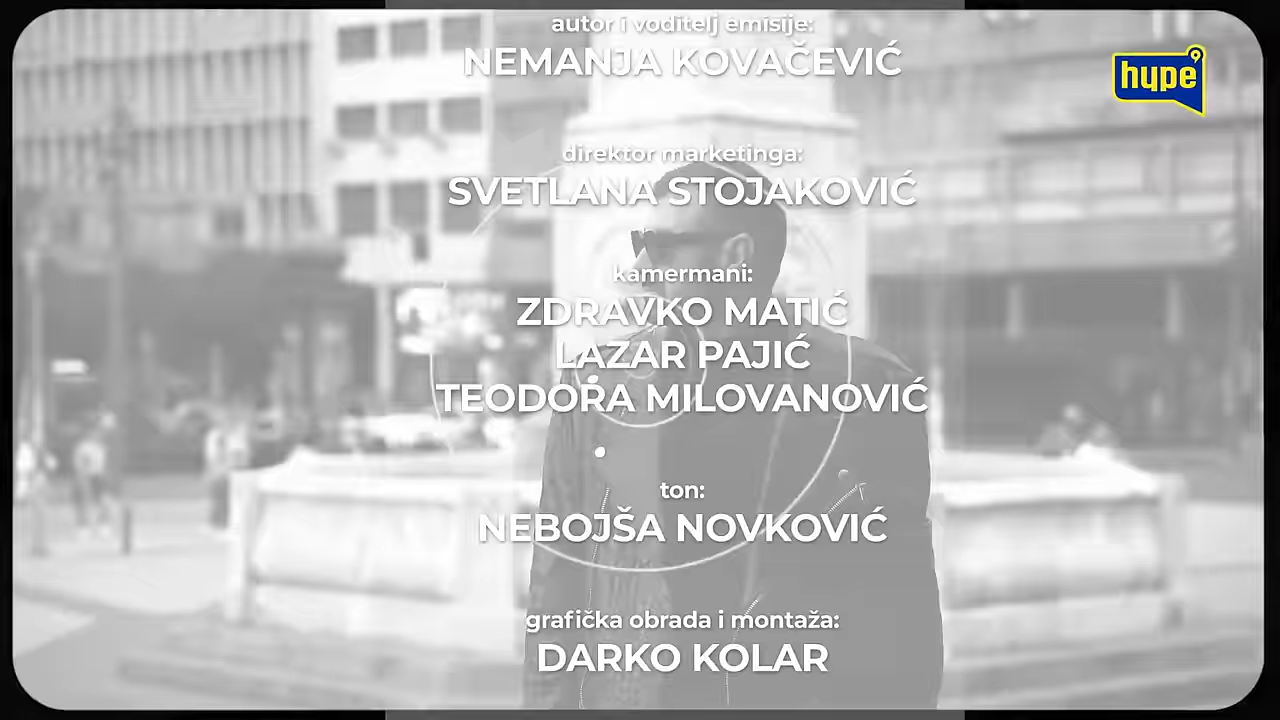 autor i voditelj emisije:
NEMANJA KOVAČEVIĆ
hype
direktor marketinga:
SVETLANA STOJAKOVIĆ
kamermani:
ZDRAVKO MATIĆ
LAZAR PAJIĆ
TEODORA MILOVANOVIĆ
ton:
NEBOJŠA NOVKOVIĆ
grafička obrada i montaža:
DARKO KOLAR